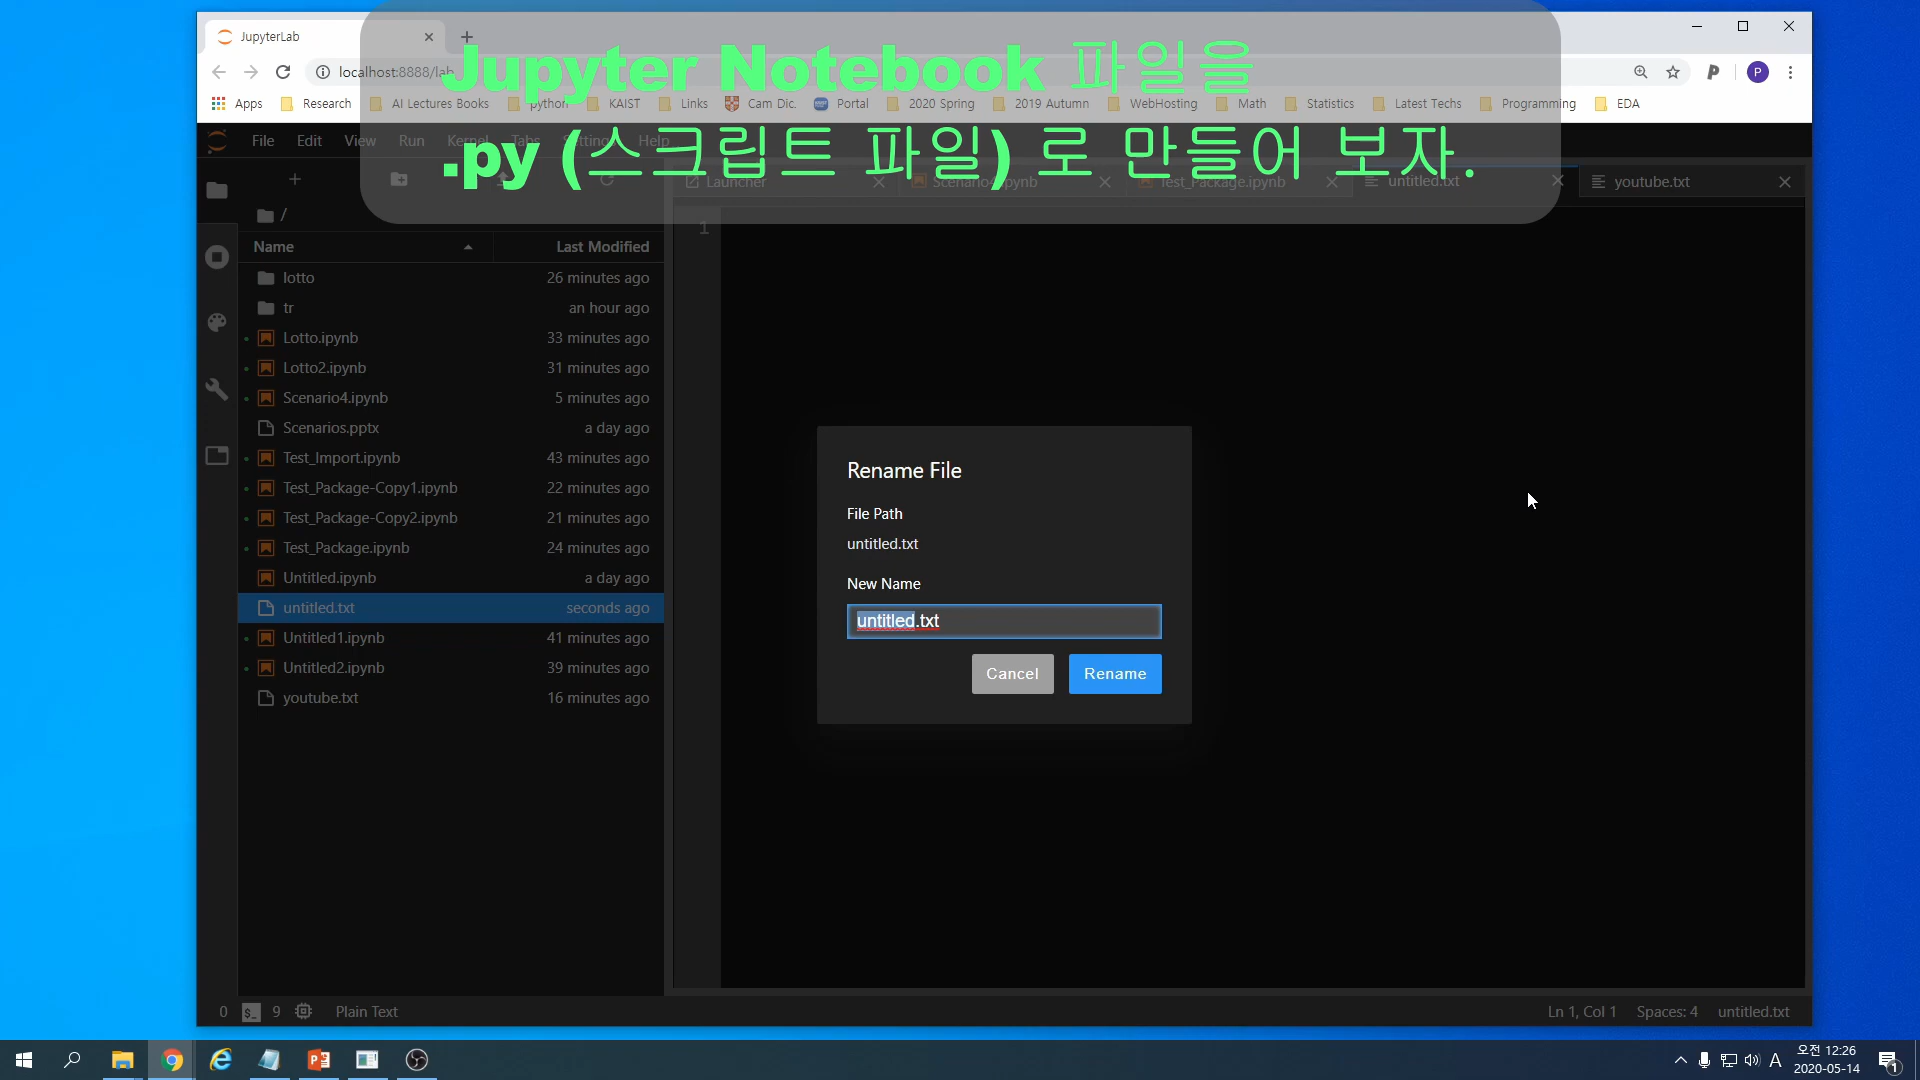 JupyterLab
localhost:8888/lab
Jupyter Notebook 파일을
.py (스크립트 파일) 로 만들어 보자.
Apps Research AI Lectures Books python KAIST Links Cam Dic. Portal 2020 Spring 2019 Autumn WebHosting Math Statistics Latest Techs Programming EDA
File Edit View Run Kernel Tabs Settings Help
Launcher Scenario4.ipynb Test_Package.ipynb untitled.txt youtube.txt
/
1
Name Last Modified
lotto 26 minutes ago
tr an hour ago
Lotto.ipynb 33 minutes ago
Lotto2.ipynb 31 minutes ago
Scenario4.ipynb 5 minutes ago
Scenarios.pptx a day ago
Test_Import.ipynb 43 minutes ago
Test_Package-Copy1.ipynb 22 minutes ago
Test_Package-Copy2.ipynb 21 minutes ago
Test_Package.ipynb 24 minutes ago
Untitled.ipynb a day ago
untitled.txt seconds ago
Untitled1.ipynb 41 minutes ago
Untitled2.ipynb 39 minutes ago
youtube.txt 16 minutes ago
Rename File
File Path
untitled.txt
New Name
untitled.txt
Cancel Rename
0 $_ 9 Plain Text Ln 1, Col 1 Spaces: 4 untitled.txt
A 오전 12:26
2020-05-14
1